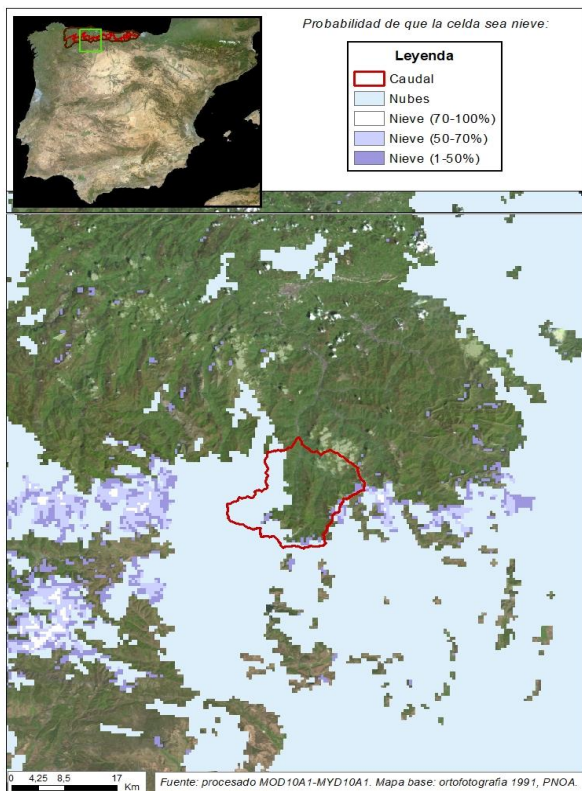 Probabilidad de que la celda sea nieve:
Leyenda
Caudal
Nubes
Nieve (70-100%)
Nieve (50-70%)
Nieve (1-50%)
0 4,25 8,5 17
Km
Fuente: procesado MOD10A1-MYD10A1. Mapa base: ortofotografia 1991, PNOA.